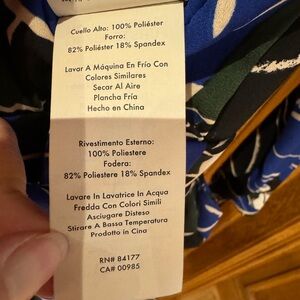 Cuello Alto: 100% Poliéster
Forro:
82% Poliéster 18% Spandex
Lavar A Máquina En Frío Con
Colores Similares
Secar Al Aire
Plancha Fría
Hecho en China
Rivestimento Esterno:
100% Poliestere
Fodera:
82% Poliestere 18% Spandex
Lavare In Lavatrice In Acqua
Fredda Con Colori Simili
Asciugare Disteso
Stirare A Bassa Temperatura
Prodotto in Cina
RN# 84177
CA# 00985